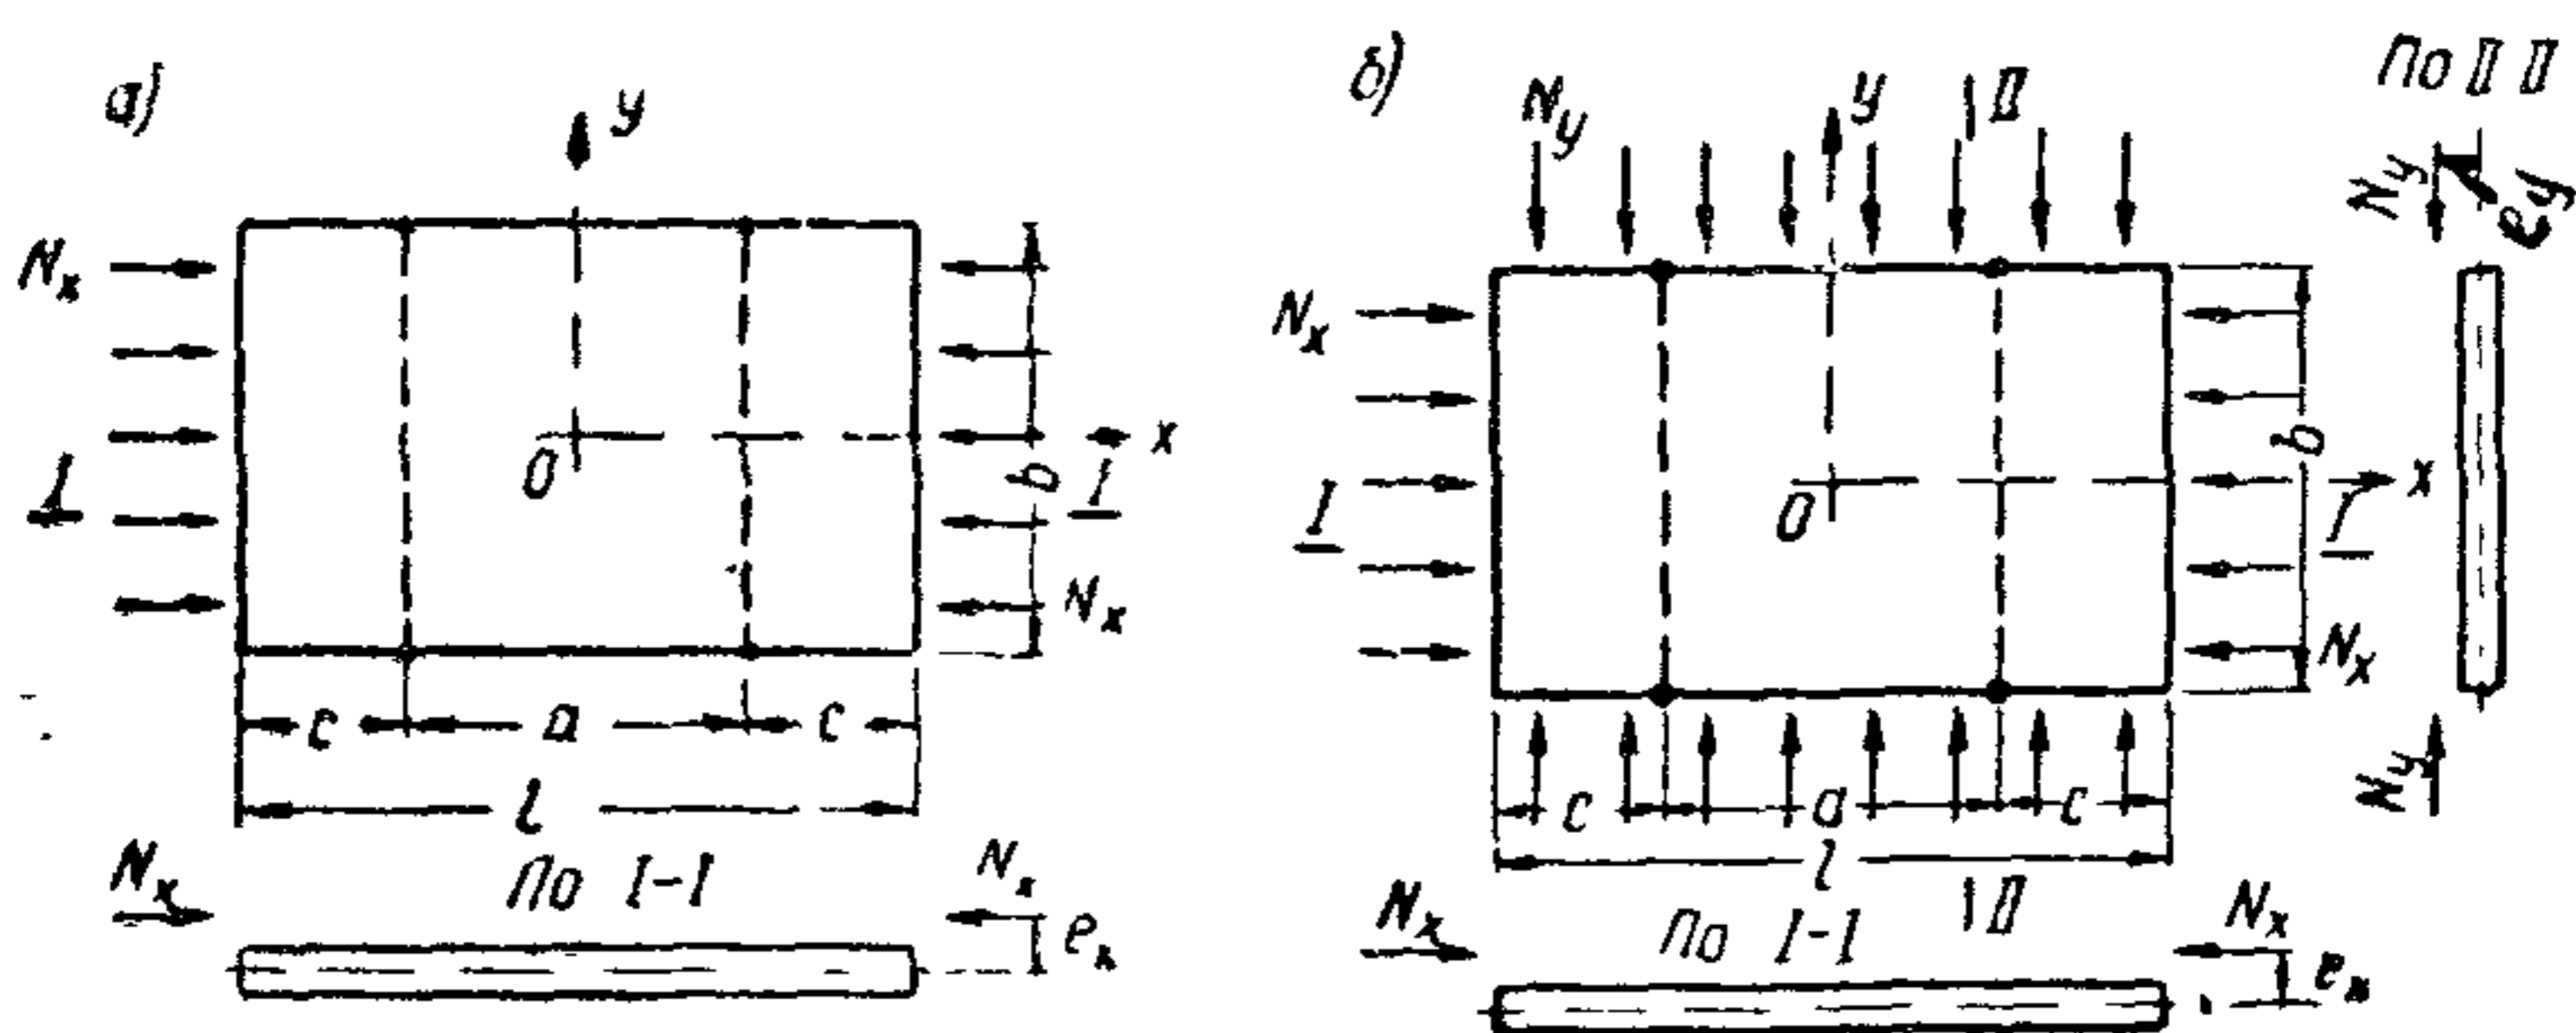 а)
y
N_x
I
O
x
b
I
N_x
c
a
c
l
N_x
По I-I
N_x
e_x
б)
N_y
y
II
N_x
I
O
x
b
I
N_x
c
a
c
l
II
N_x
По I-I
N_x
e_x
По II II
N_y
e_y
N_y